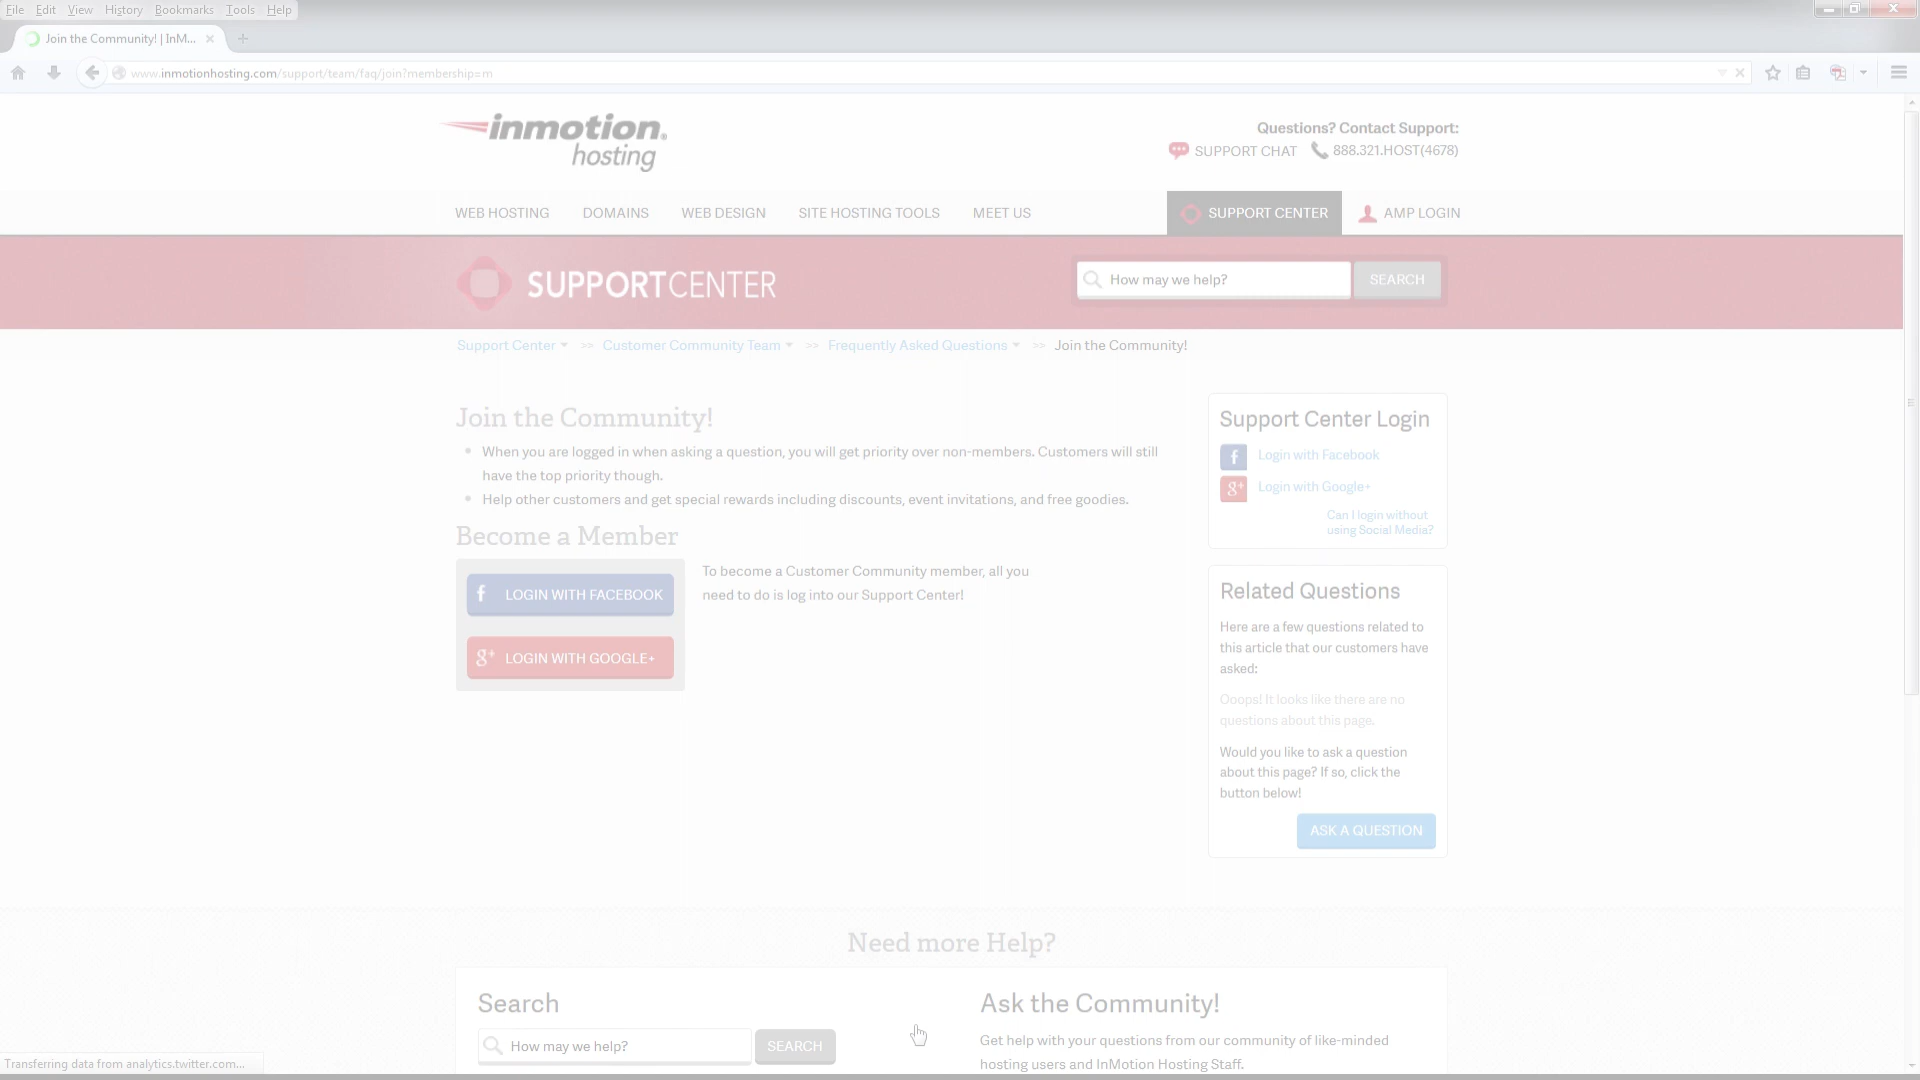 File Edit View History Bookmarks Tools Help
Join the Community! | InM...
www.inmotionhosting.com/support/team/faq/join?membership=m
inmotion
hosting
Questions? Contact Support:
SUPPORT CHAT 888.321.HOST(4678)
WEB HOSTING DOMAINS WEB DESIGN SITE HOSTING TOOLS MEET US SUPPORT CENTER AMP LOGIN
SUPPORTCENTER
How may we help? SEARCH
Support Center >> Customer Community Team >> Frequently Asked Questions >> Join the Community!
Join the Community!
When you are logged in when asking a question, you will get priority over non-members. Customers will still
have the top priority though.
Help other customers and get special rewards including discounts, event invitations, and free goodies.
Become a Member
LOGIN WITH FACEBOOK
LOGIN WITH GOOGLE+
To become a Customer Community member, all you
need to do is log into our Support Center!
Support Center Login
Login with Facebook
Login with Google+
Can I login without
using Social Media?
Related Questions
Here are a few questions related to
this article that our customers have
asked:
Ooops! It looks like there are no
questions about this page.
Would you like to ask a question
about this page? If so, click the
button below!
ASK A QUESTION
Need more Help?
Search
How may we help? SEARCH
Ask the Community!
Get help with your questions from our community of like-minded
hosting users and InMotion Hosting Staff.
Transferring data from analytics.twitter.com...